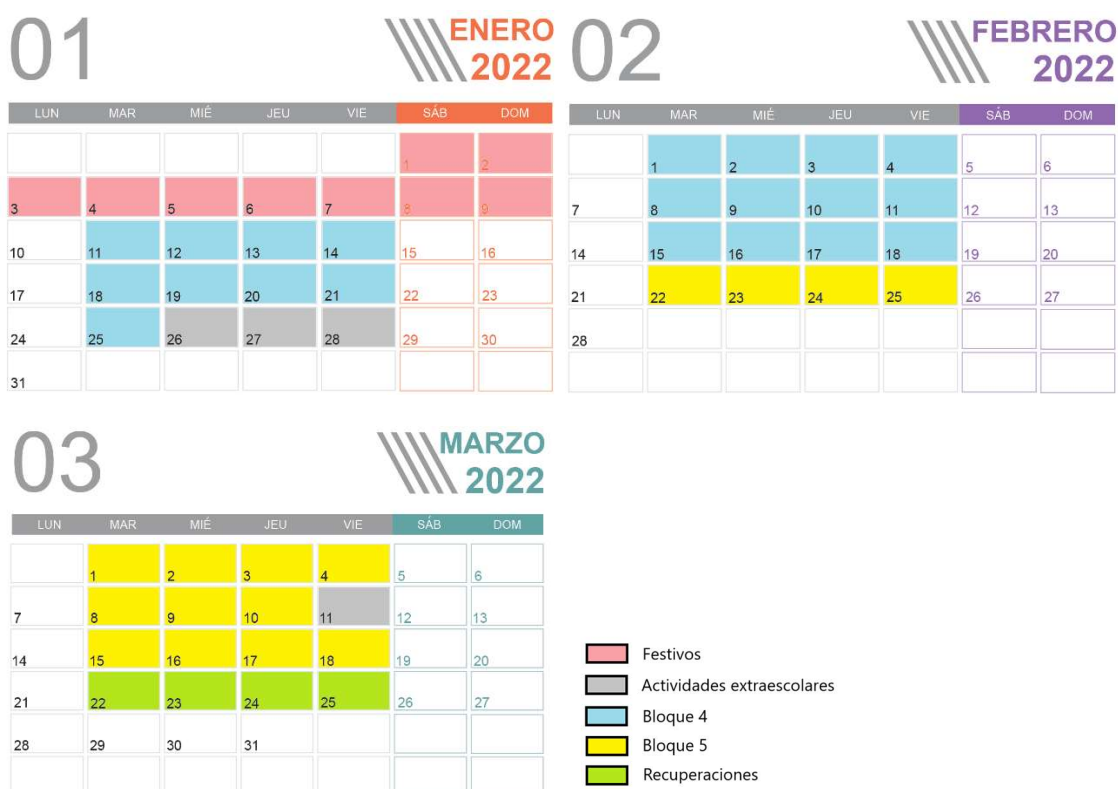 01
ENERO
2022
LUN MAR MIÉ JEU VIE SÁB DOM
1 2
3 4 5 6 7 8 9
10 11 12 13 14 15 16
17 18 19 20 21 22 23
24 25 26 27 28 29 30
31
02
FEBRERO
2022
LUN MAR MIÉ JEU VIE SÁB DOM
1 2 3 4 5 6
7 8 9 10 11 12 13
14 15 16 17 18 19 20
21 22 23 24 25 26 27
28
03
MARZO
2022
LUN MAR MIÉ JEU VIE SÁB DOM
1 2 3 4 5 6
7 8 9 10 11 12 13
14 15 16 17 18 19 20
21 22 23 24 25 26 27
28 29 30 31
Festivos
Actividades extraescolares
Bloque 4
Bloque 5
Recuperaciones